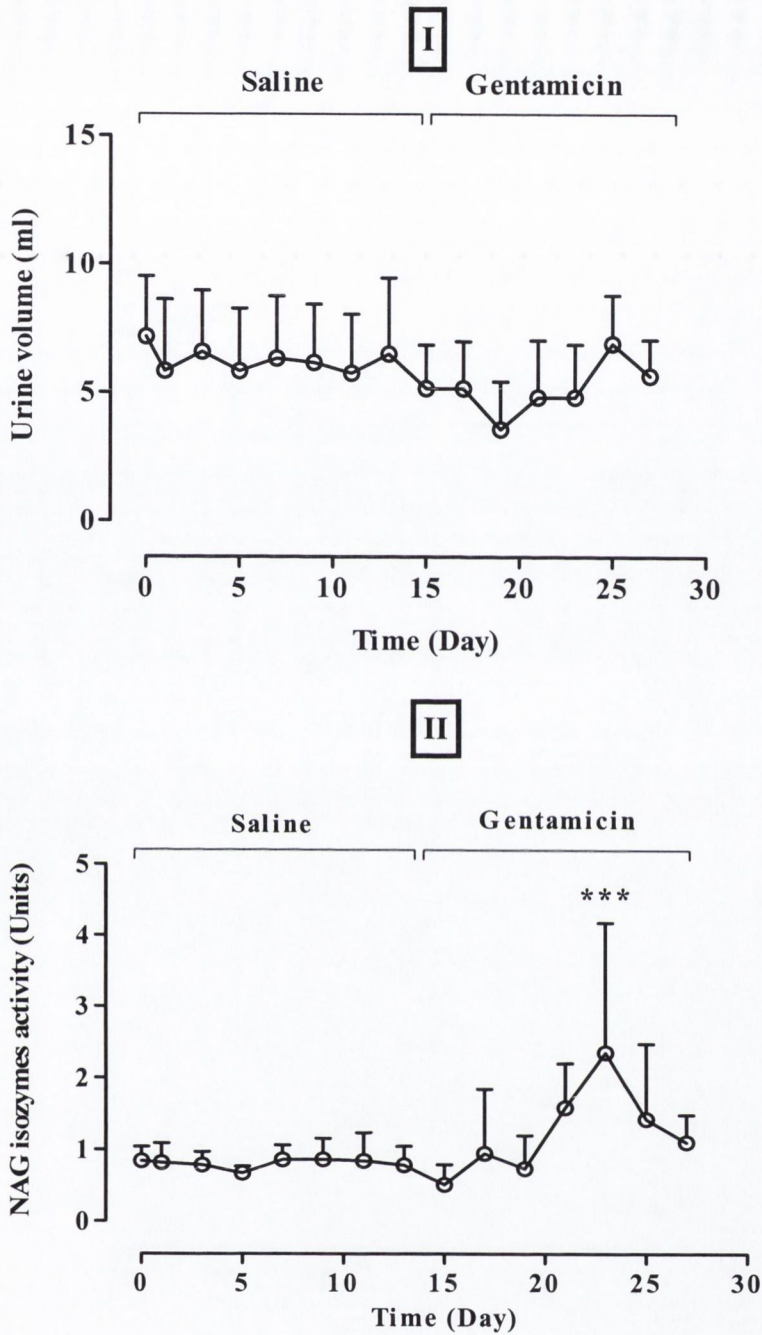 I
Saline Gentamicin
15
10
5
0
Urine volume (ml)
0 5 10 15 20 25 30
Time (Day)
II
Saline Gentamicin
5
4
3
2
1
0
NAG isozymes activity (Units)
***
0 5 10 15 20 25 30
Time (Day)